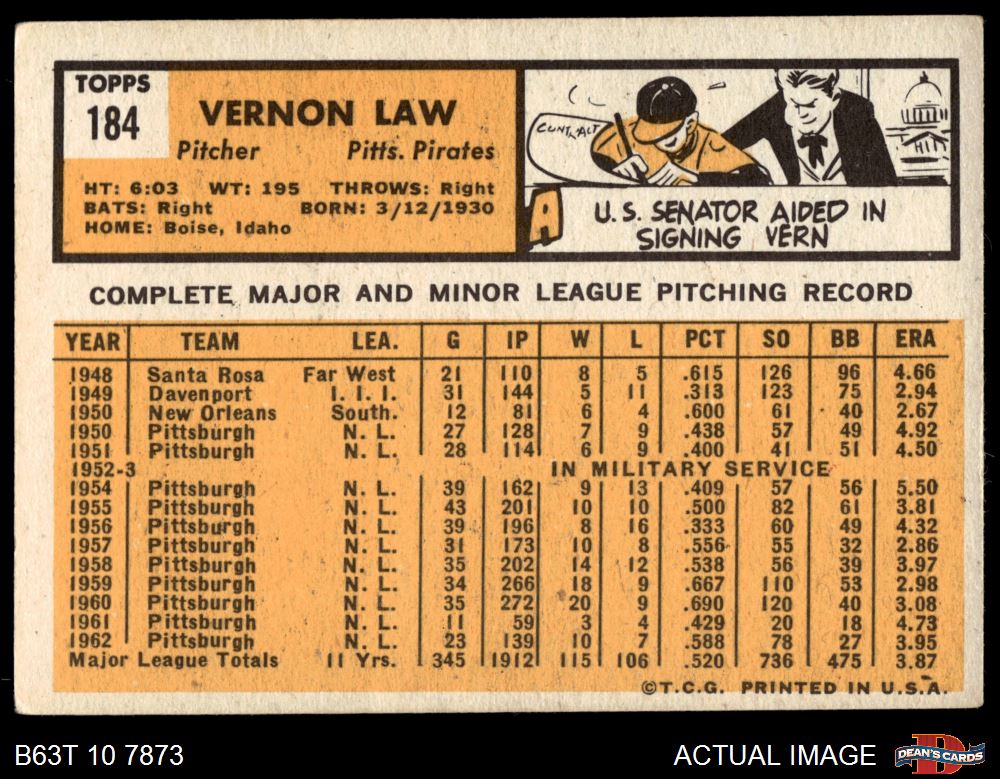 TOPPS
184
VERNON LAW
Pitcher Pitts. Pirates
HT: 6:03 WT: 195 THROWS: Right
BATS: Right BORN: 3/12/1930
HOME: Boise, Idaho
CONTRACT
A
U. S. SENATOR AIDED IN
SIGNING VERN
COMPLETE MAJOR AND MINOR LEAGUE PITCHING RECORD
YEAR TEAM LEA. G IP W L PCT SO BB ERA
1948 Santa Rosa Far West 21 110 8 5 .615 126 96 4.66
1949 Davenport I. I. I. 31 144 5 11 .313 123 75 2.94
1950 New Orleans South. 12 81 6 4 .600 61 40 2.67
1950 Pittsburgh N. L. 27 128 7 9 .438 57 49 4.92
1951 Pittsburgh N. L. 28 114 6 9 .400 41 51 4.50
1952-3 IN MILITARY SERVICE
1954 Pittsburgh N. L. 39 162 9 13 .409 57 56 5.50
1955 Pittsburgh N. L. 43 201 10 10 .500 82 61 3.81
1956 Pittsburgh N. L. 39 196 8 16 .333 60 49 4.32
1957 Pittsburgh N. L. 31 173 10 8 .556 55 32 2.86
1958 Pittsburgh N. L. 35 202 14 12 .538 56 39 3.97
1959 Pittsburgh N. L. 34 266 18 9 .667 110 53 2.98
1960 Pittsburgh N. L. 35 272 20 9 .690 120 40 3.08
1961 Pittsburgh N. L. 11 59 3 4 .429 20 18 4.73
1962 Pittsburgh N. L. 23 139 10 7 .588 78 27 3.95
Major League Totals 11 Yrs. 345 1912 115 106 .520 736 475 3.87
©T.C.G. PRINTED IN U.S.A.
B63T 10 7873 ACTUAL IMAGE D DEAN'S CARDS